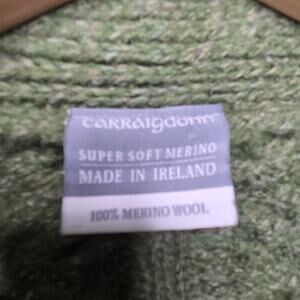 CARRAIGDONN
SUPER SOFT MERINO
MADE IN IRELAND
100% MERINO WOOL